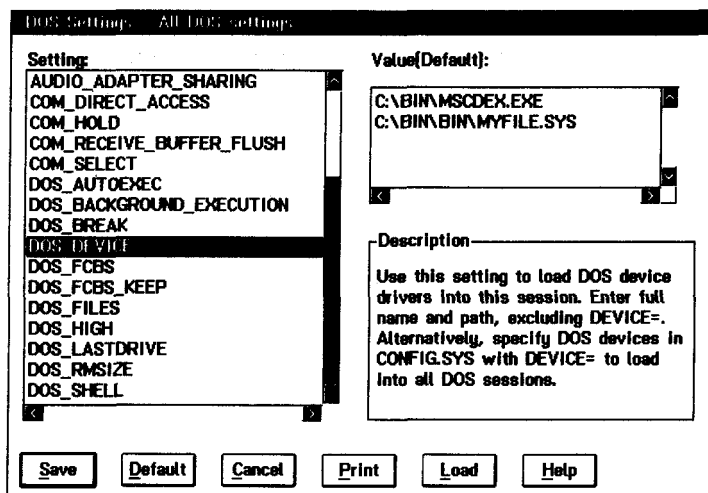 DOS Settings - All DOS settings
Setting:
AUDIO_ADAPTER_SHARING
COM_DIRECT_ACCESS
COM_HOLD
COM_RECEIVE_BUFFER_FLUSH
COM_SELECT
DOS_AUTOEXEC
DOS_BACKGROUND_EXECUTION
DOS_BREAK
DOS_DEVICE
DOS_FCBS
DOS_FCBS_KEEP
DOS_FILES
DOS_HIGH
DOS_LASTDRIVE
DOS_RMSIZE
DOS_SHELL
Value(Default):
C:\BIN\MSCDEX.EXE
C:\BIN\BIN\MYFILE.SYS
Description
Use this setting to load DOS device
drivers into this session. Enter full
name and path, excluding DEVICE=.
Alternatively, specify DOS devices in
CONFIG.SYS with DEVICE= to load
into all DOS sessions.
Save Default Cancel Print Load Help